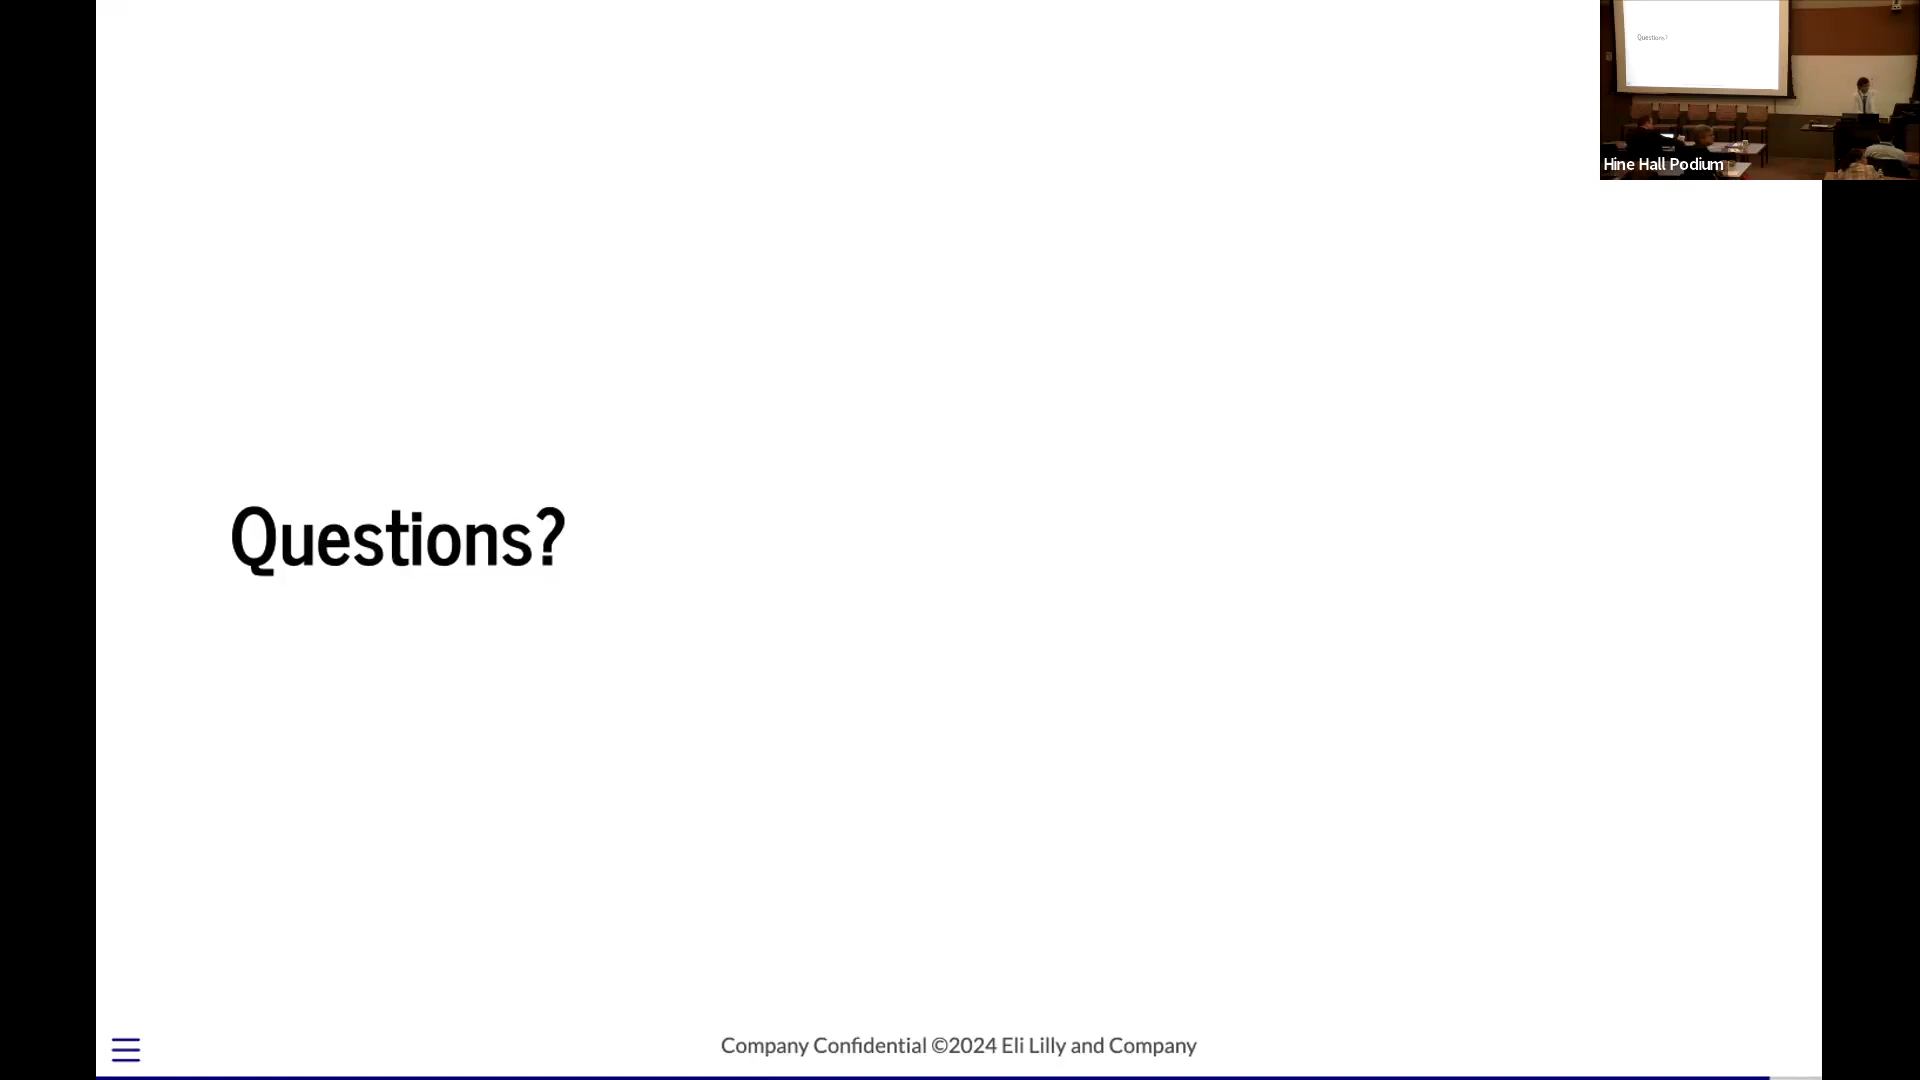 Questions?
Hine Hall Podium
Questions?
Company Confidential ©2024 Eli Lilly and Company